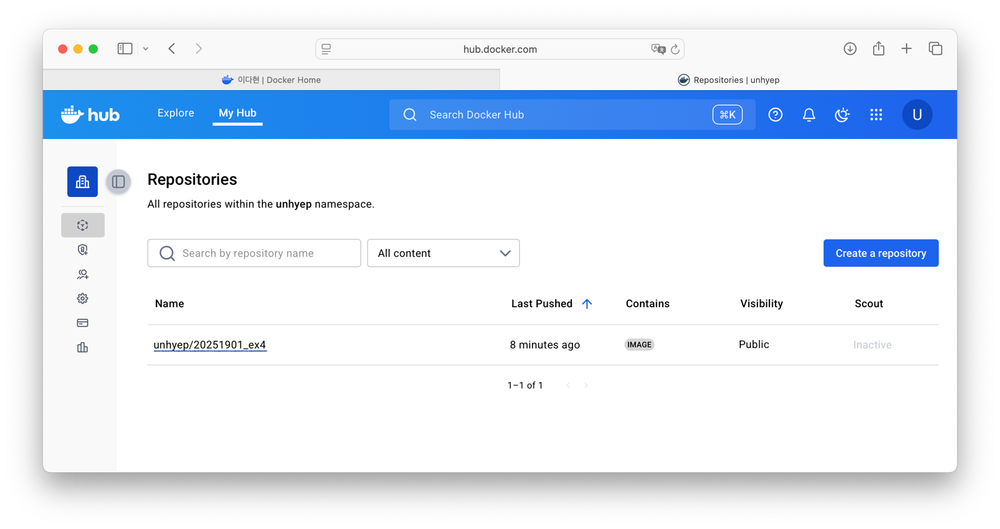 hub.docker.com
이다현 | Docker Home
Repositories | unhyep
hub
Explore
My Hub
Search Docker Hub
⌘K
U
Repositories
All repositories within the unhyep namespace.
Search by repository name
All content
Create a repository
Name Last Pushed Contains Visibility Scout
unhyep/20251901_ex4 8 minutes ago IMAGE Public Inactive
1–1 of 1